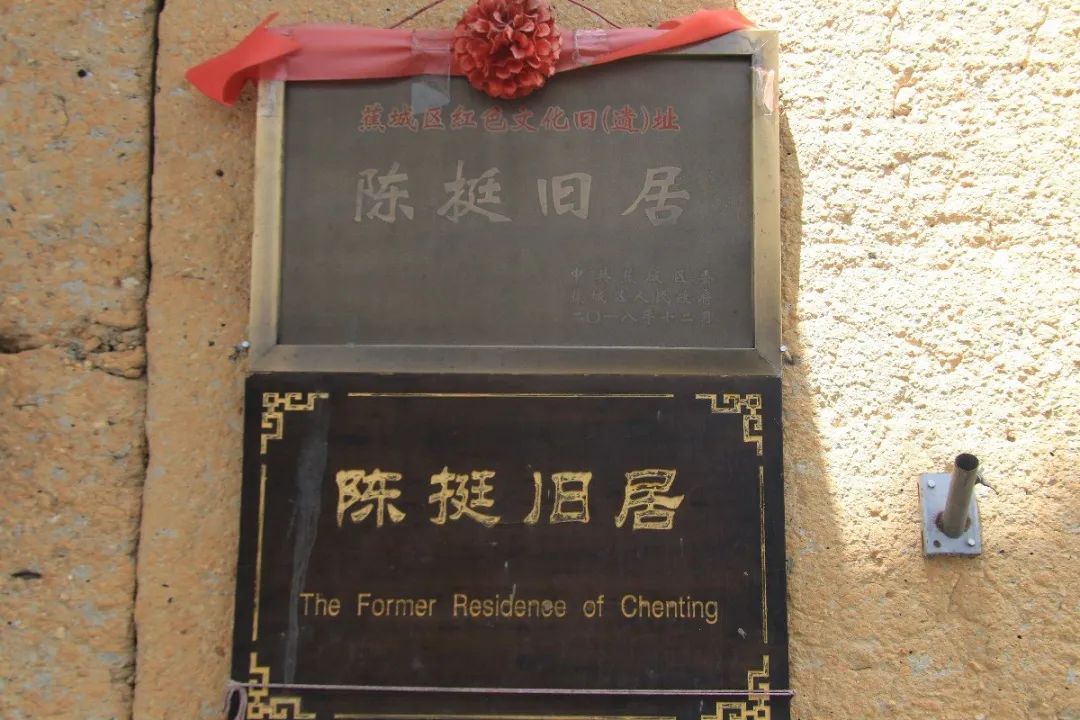 蕉城区红色文化旧(遗)址
陈挺旧居
中共蕉城区委
蕉城区人民政府
二〇一八年十二月
陈挺旧居
The Former Residense of Chenting